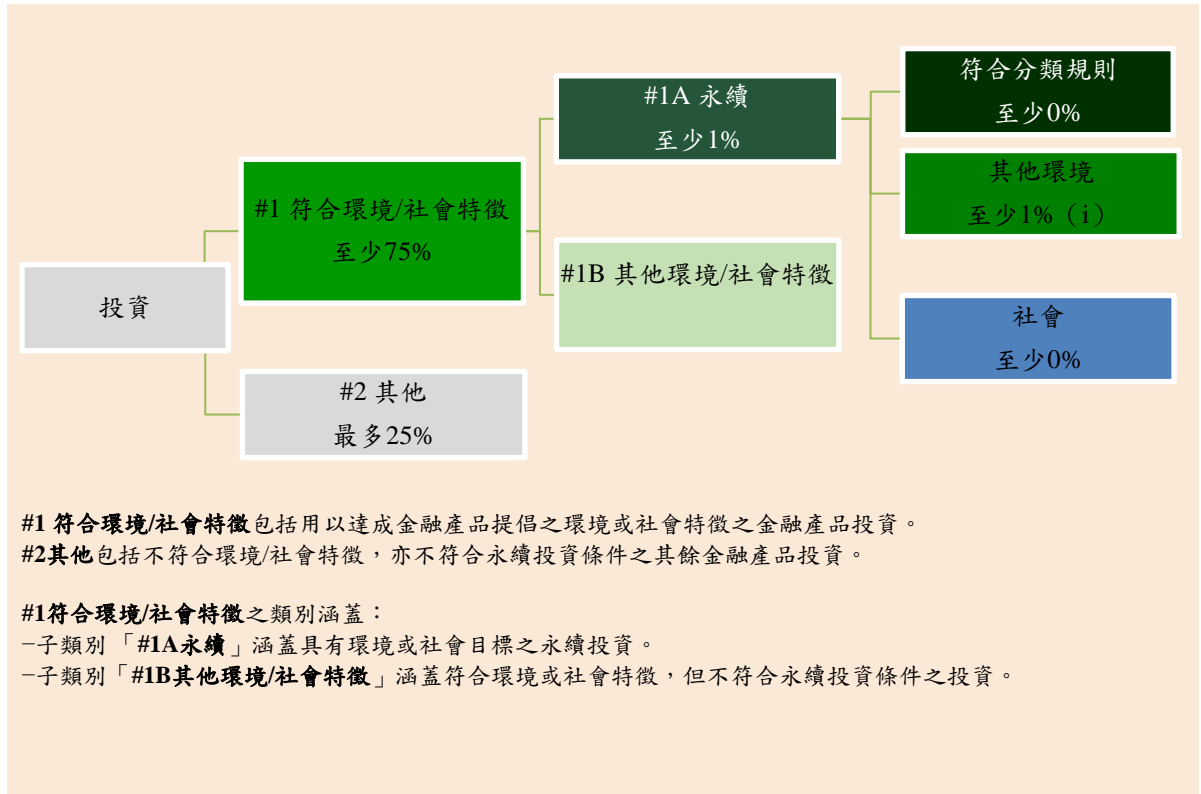 投資
#1 符合環境/社會特徵
至少75%
#2 其他
最多25%
#1A 永續
至少1%
#1B 其他環境/社會特徵
符合分類規則
至少0%
其他環境
至少1%（i）
社會
至少0%
#1 符合環境/社會特徵包括用以達成金融產品提倡之環境或社會特徵之金融產品投資。
#2其他包括不符合環境/社會特徵，亦不符合永續投資條件之其餘金融產品投資。
#1符合環境/社會特徵之類別涵蓋：
–子類別「#1A永續」涵蓋具有環境或社會目標之永續投資。
–子類別「#1B其他環境/社會特徵」涵蓋符合環境或社會特徵，但不符合永續投資條件之投資。